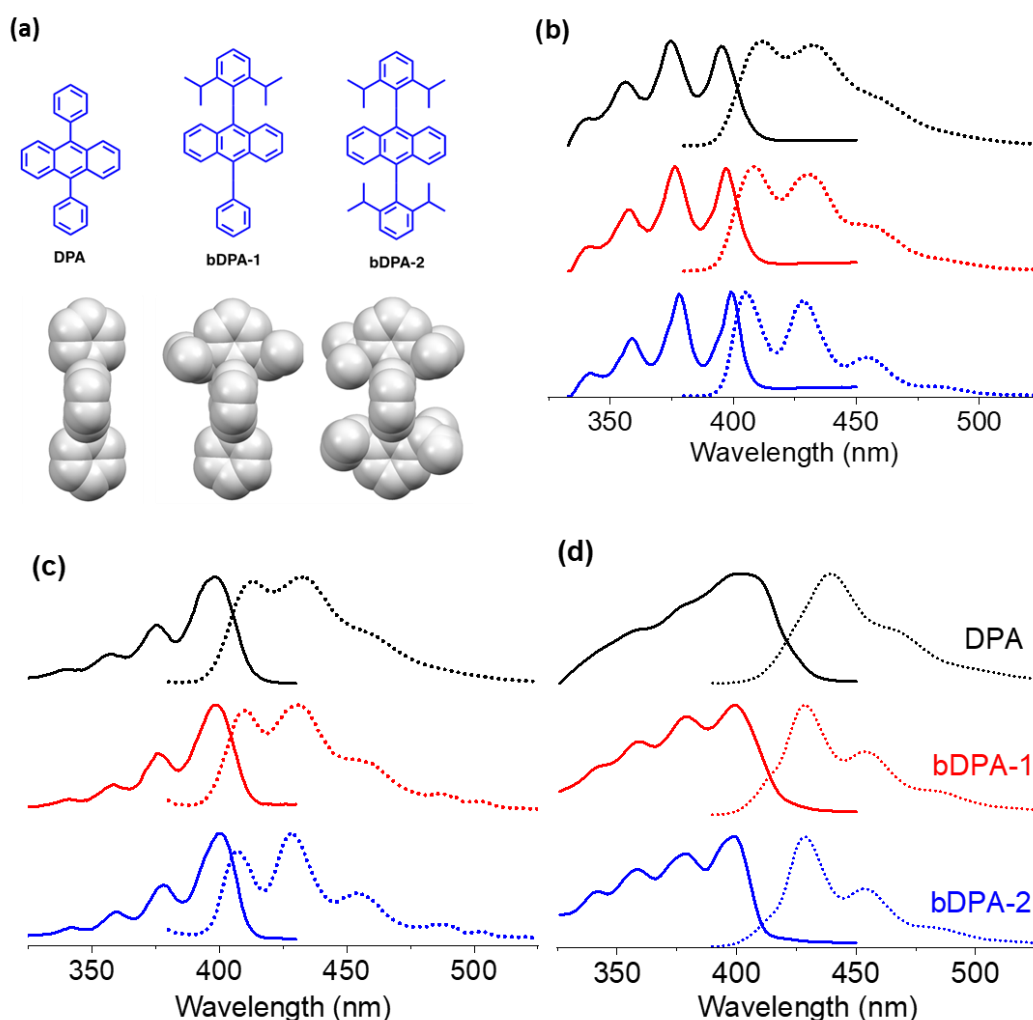 (a)
DPA
bDPA-1
bDPA-2
(b)
350
400
450
500
Wavelength (nm)
(c)
350
400
450
500
Wavelength (nm)
(d)
DPA
bDPA-1
bDPA-2
350
400
450
500
Wavelength (nm)